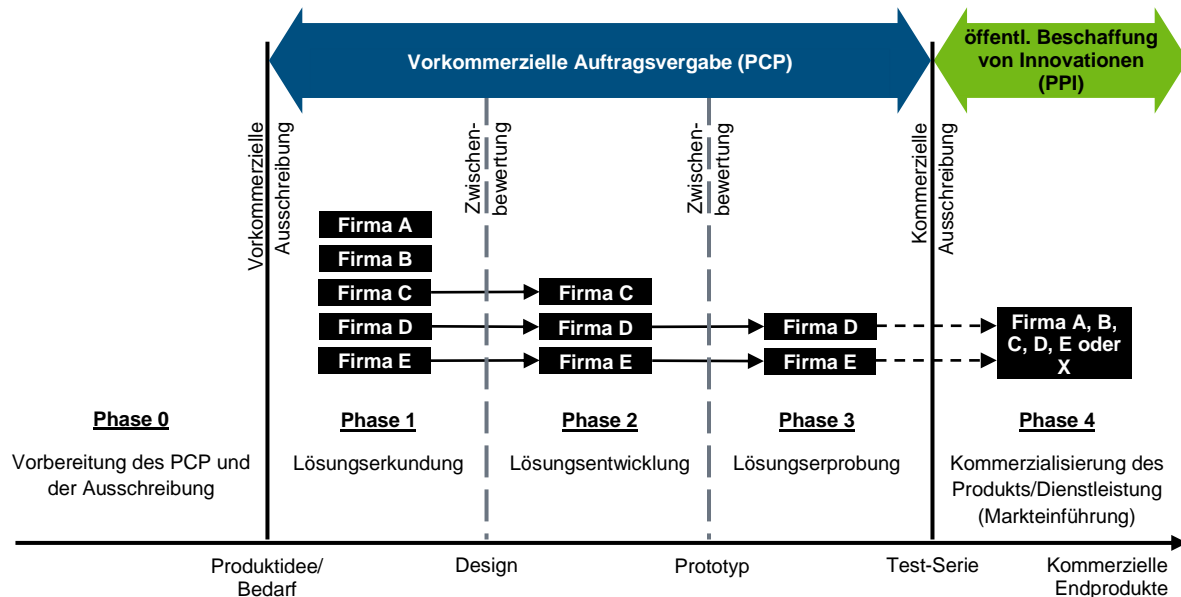 Vorkommerzielle Auftragsvergabe (PCP)
öffentl. Beschaffung
von Innovationen
(PPI)
Vorkommerzielle
Ausschreibung
Zwischen-
bewertung
Zwischen-
bewertung
Kommerzielle
Ausschreibung
Firma A
Firma B
Firma C
Firma D
Firma E
Firma C
Firma D
Firma E
Firma D
Firma E
Firma A, B,
C, D, E oder
X
Phase 0
Vorbereitung des PCP und
der Ausschreibung
Phase 1
Lösungserkundung
Phase 2
Lösungsentwicklung
Phase 3
Lösungserprobung
Phase 4
Kommerzialisierung des
Produkts/Dienstleistung
(Markteinführung)
Produktidee/
Bedarf
Design
Prototyp
Test-Serie
Kommerzielle
Endprodukte